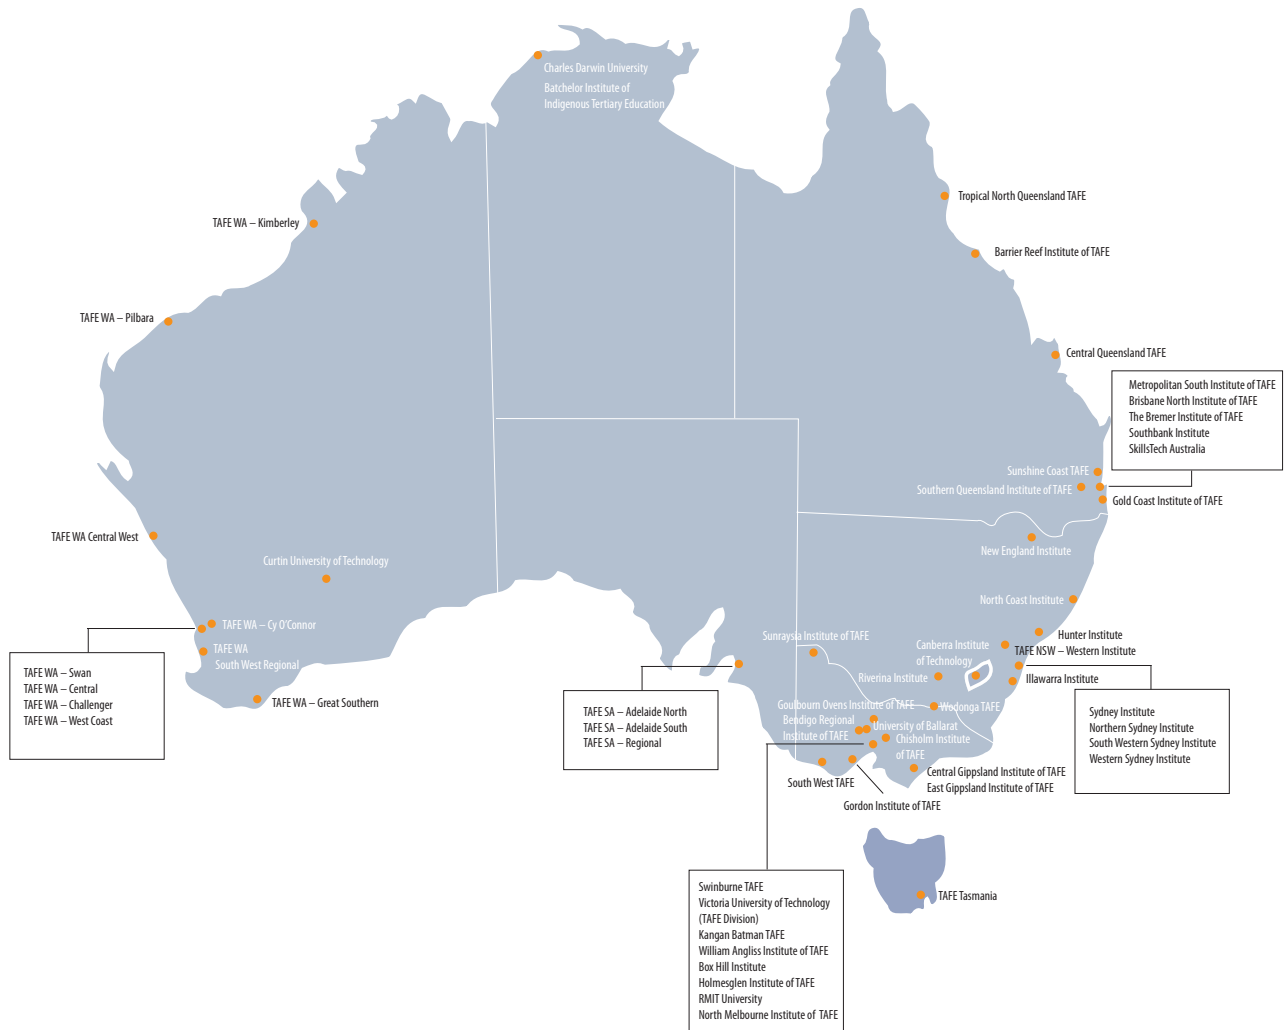 Charles Darwin University
Batchelor Institute of
Indigenous Tertiary Education
Tropical North Queensland TAFE
TAFE WA – Kimberley
Barrier Reef Institute of TAFE
TAFE WA – Pilbara
Central Queensland TAFE
Metropolitan South Institute of TAFE
Brisbane North Institute of TAFE
The Bremer Institute of TAFE
Southbank Institute
SkillsTech Australia
Sunshine Coast TAFE
Southern Queensland Institute of TAFE
Gold Coast Institute of TAFE
TAFE WA Central West
New England Institute
Curtin University of Technology
North Coast Institute
TAFE WA – Cy O'Connor
Hunter Institute
Sunraysia Institute of TAFE
Canberra Institute
of Technology
TAFE NSW – Western Institute
TAFE WA
South West Regional
Riverina Institute
Illawarra Institute
TAFE WA – Swan
TAFE WA – Central
TAFE WA – Challenger
TAFE WA – West Coast
TAFE WA – Great Southern
TAFE SA – Adelaide North
TAFE SA – Adelaide South
TAFE SA – Regional
Goulbourn Ovens Institute of TAFE
Wodonga TAFE
Bendigo Regional
Institute of TAFE
University of Ballarat
Chisholm Institute
of TAFE
Sydney Institute
Northern Sydney Institute
South Western Sydney Institute
Western Sydney Institute
South West TAFE
Central Gippsland Institute of TAFE
East Gippsland Institute of TAFE
Gordon Institute of TAFE
Swinburne TAFE
Victoria University of Technology
(TAFE Division)
Kangan Batman TAFE
William Angliss Institute of TAFE
Box Hill Institute
Holmesglen Institute of TAFE
RMIT University
North Melbourne Institute of TAFE
TAFE Tasmania